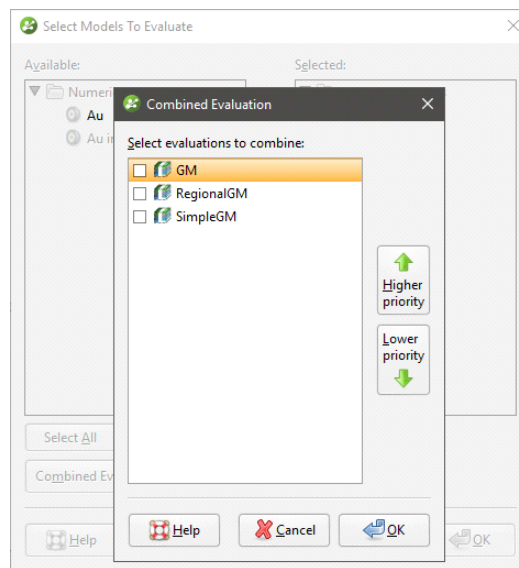 Select Models To Evaluate
Available:
Selected:
Numeri
Au
Au i
Combined Evaluation
Select evaluations to combine:
GM
RegionalGM
SimpleGM
Higher
priority
Lower
priority
Select All
Combined Ev
Help
Cancel
OK
Help
OK